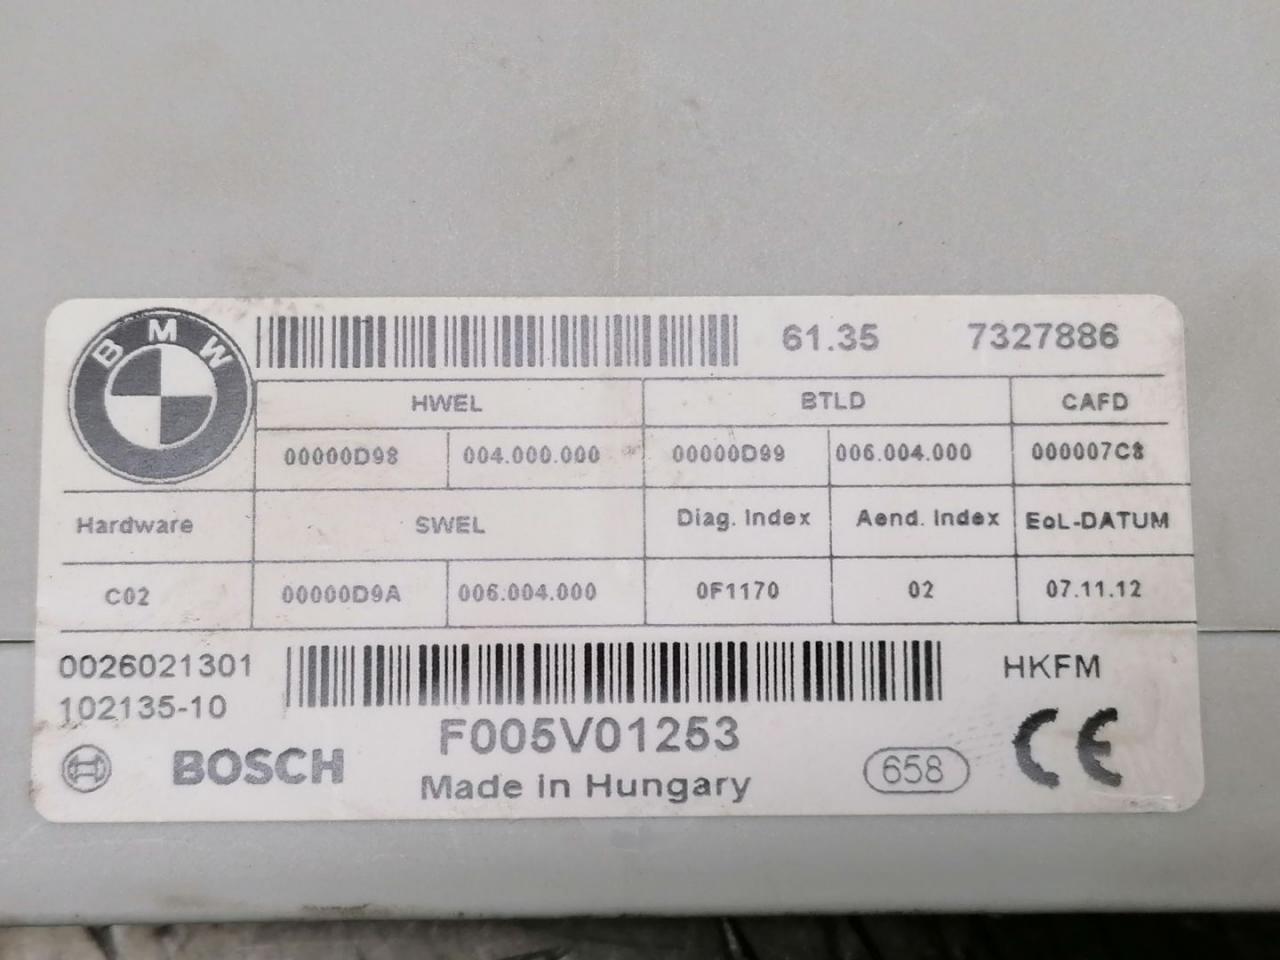 BMW
61.35 7327886
HWEL BTLD CAFD
00000D98 004.000.000 00000D99 006.004.000 000007C8
Hardware SWEL Diag. Index Aend. Index EoL-DATUM
C02 00000D9A 006.004.000 0F1170 02 07.11.12
0026021301 HKFM
102135-10
F005V01253
BOSCH 658 CE
Made in Hungary